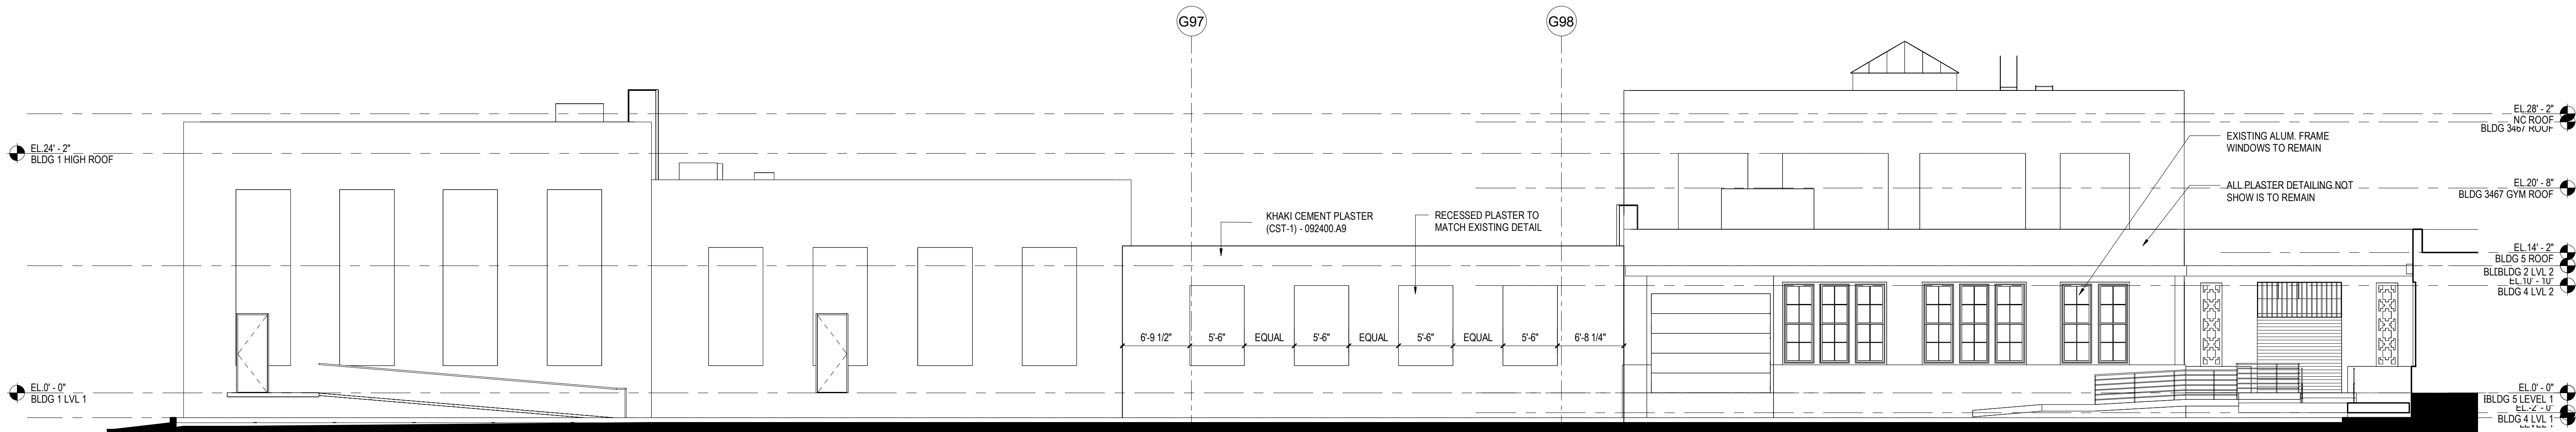 G97
G98
EL.24' - 2"
BLDG 1 HIGH ROOF
EL.0' - 0"
BLDG 1 LVL 1
KHAKI CEMENT PLASTER
(CST-1) - 092400.A9
RECESSED PLASTER TO
MATCH EXISTING DETAIL
6'-9 1/2"
5'-6"
EQUAL
5'-6"
EQUAL
5'-6"
EQUAL
5'-6"
6'-8 1/4"
EXISTING ALUM. FRAME
WINDOWS TO REMAIN
ALL PLASTER DETAILING NOT
SHOW IS TO REMAIN
EL.28' - 2"
NC ROOF
BLDG 3467 ROOF
EL.20' - 8"
BLDG 3467 GYM ROOF
EL.14' - 2"
BLDG 5 ROOF
BLDG 2 LVL 2
EL.10' - 10"
BLDG 4 LVL 2
EL.0' - 0"
BLDG 5 LEVEL 1
EL.-2' - 0"
BLDG 4 LVL 1